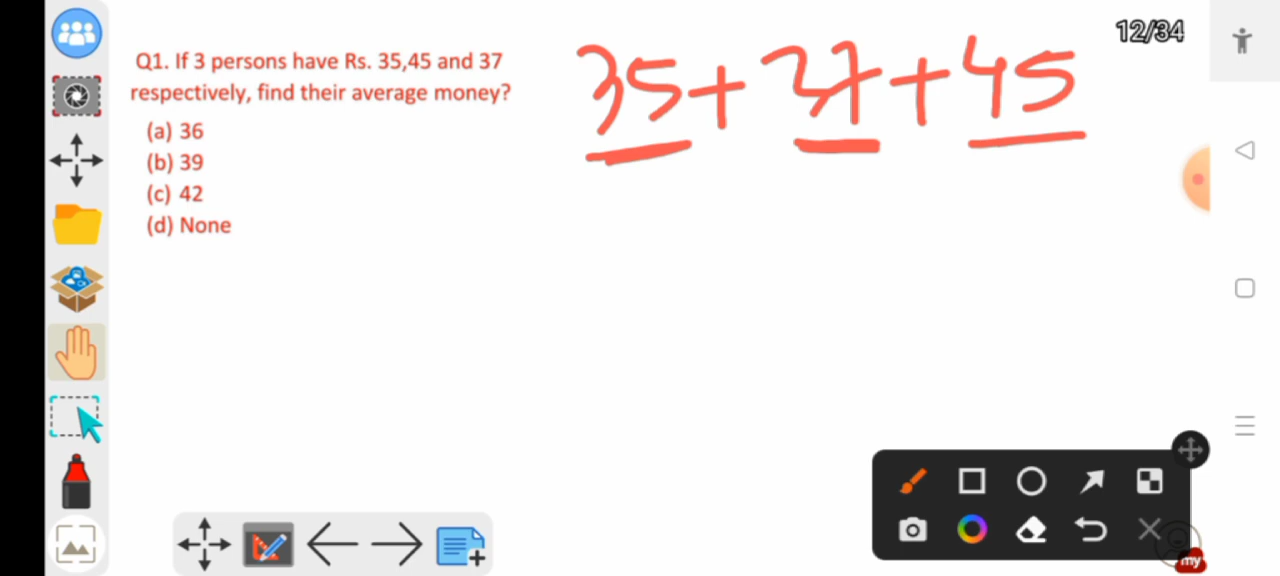 Q1. If 3 persons have Rs. 35,45 and 37
respectively, find their average money?
(a) 36
(b) 39
(c) 42
(d) None
35+37+45
12/34
my